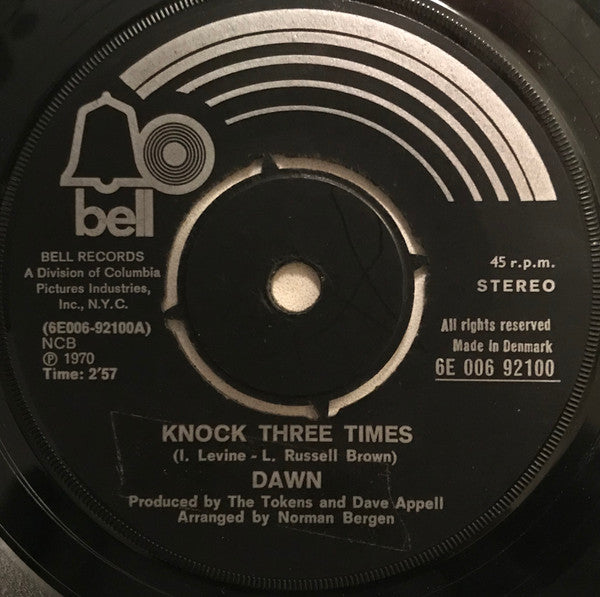 bell
BELL RECORDS
A Division of Columbia
Pictures Industries,
Inc., N.Y.C.
(6E006-92100A)
NCB
Ⓟ 1970
Time: 2'57
45 r.p.m.
STEREO
All rights reserved
Made in Denmark
6E 006 92100
KNOCK THREE TIMES
(I. Levine - L. Russell Brown)
DAWN
Produced by The Tokens and Dave Appell
Arranged by Norman Bergen